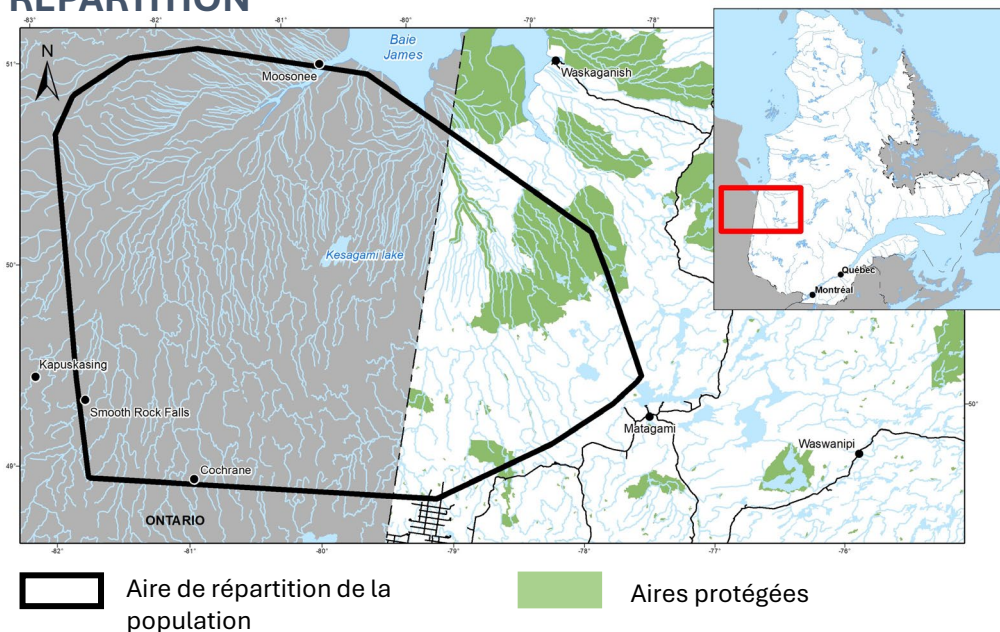 RÉPARTITION
-83° -82° -81° -80° -79° -78°
51°
N
Baie
James
Moosonee
Waskaganish
Kesagami lake
50°
Québec
Montréal
Kapuskasing
Smooth Rock Falls
50°
Matagami
Waswanipi
49°
Cochrane
ONTARIO
-82° -81° -80° -79° -78° -77° -76°
Aire de répartition de la
population
Aires protégées